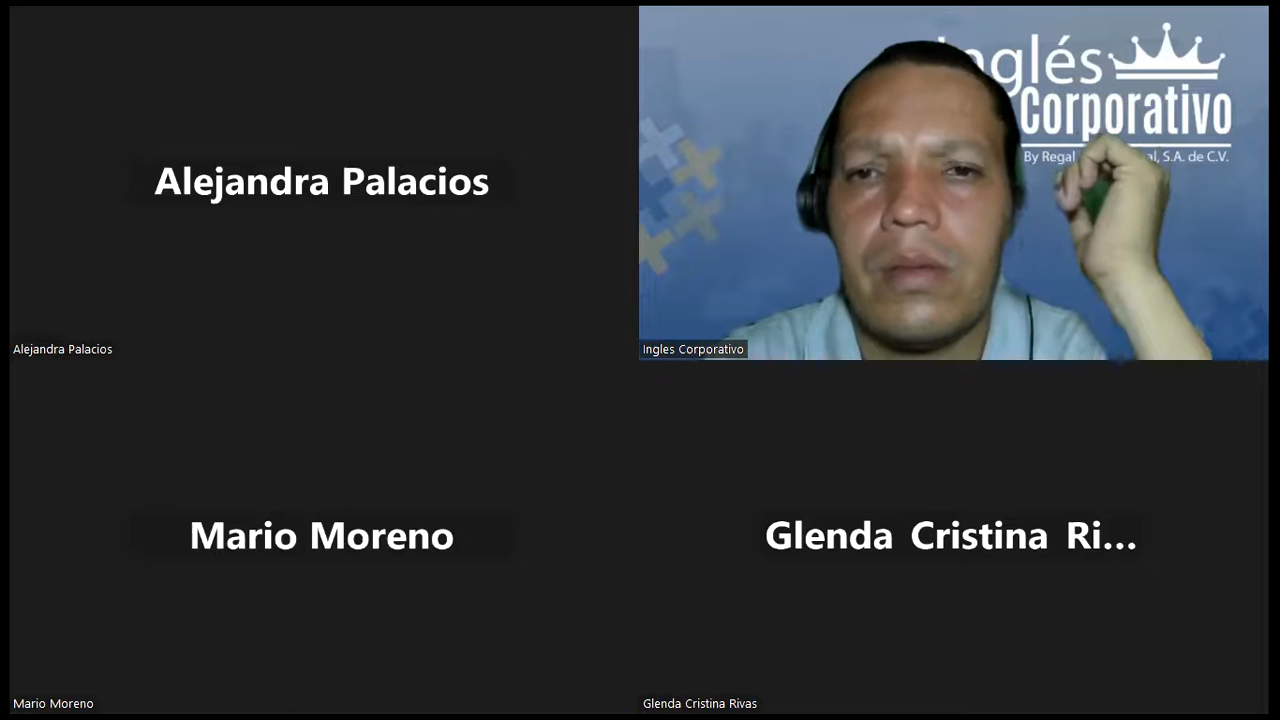 Alejandra Palacios
Alejandra Palacios
Inglés
Corporativo
By Regal al, S.A. de C.V.
Ingles Corporativo
Mario Moreno
Mario Moreno
Glenda Cristina Ri...
Glenda Cristina Rivas